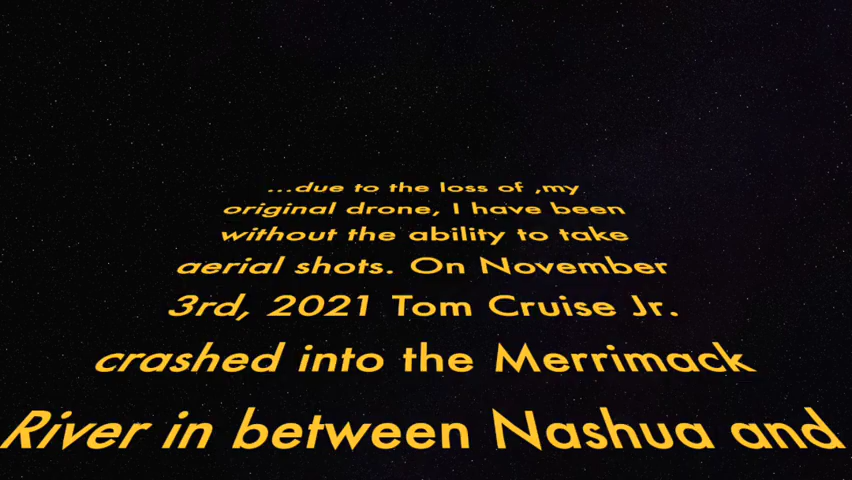 ...due to the loss of ,my
original drone, I have been
without the ability to take
aerial shots. On November
3rd, 2021 Tom Cruise Jr.
crashed into the Merrimack
River in between Nashua and